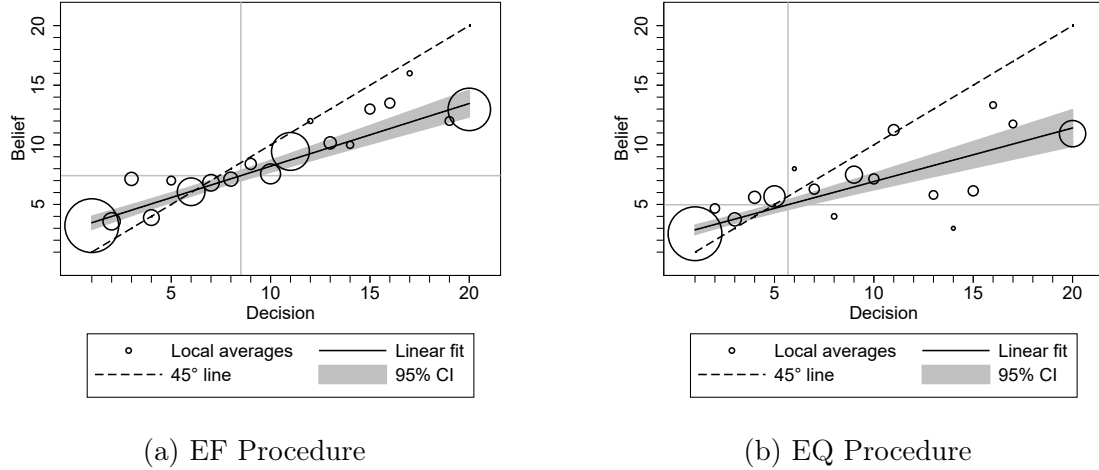 20
15
10
5
Belief
5 10 15 20
Decision
Local averages Linear fit
45° line 95% CI
(a) EF Procedure
20
15
10
5
Belief
5 10 15 20
Decision
Local averages Linear fit
45° line 95% CI
(b) EQ Procedure